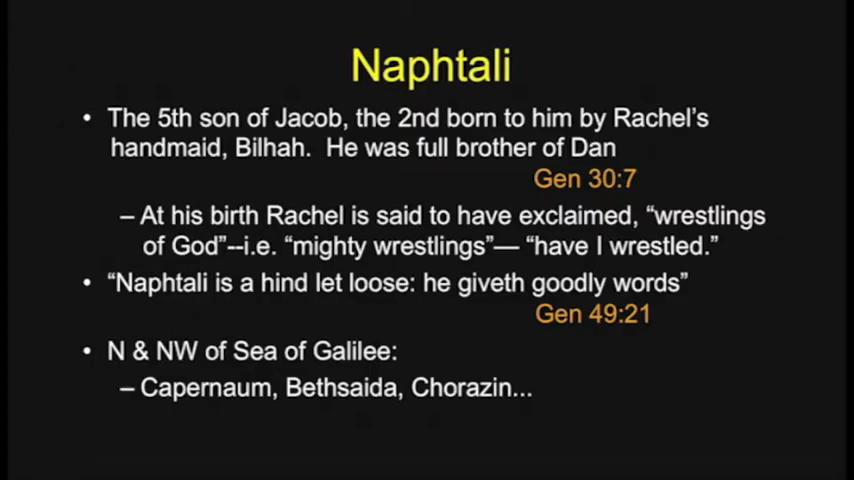 Naphtali
• The 5th son of Jacob, the 2nd born to him by Rachel’s
handmaid, Bilhah.  He was full brother of Dan
Gen 30:7
– At his birth Rachel is said to have exclaimed, “wrestlings
of God”--i.e. “mighty wrestlings”— “have I wrestled.”
• “Naphtali is a hind let loose: he giveth goodly words”
Gen 49:21
• N & NW of Sea of Galilee:
– Capernaum, Bethsaida, Chorazin...